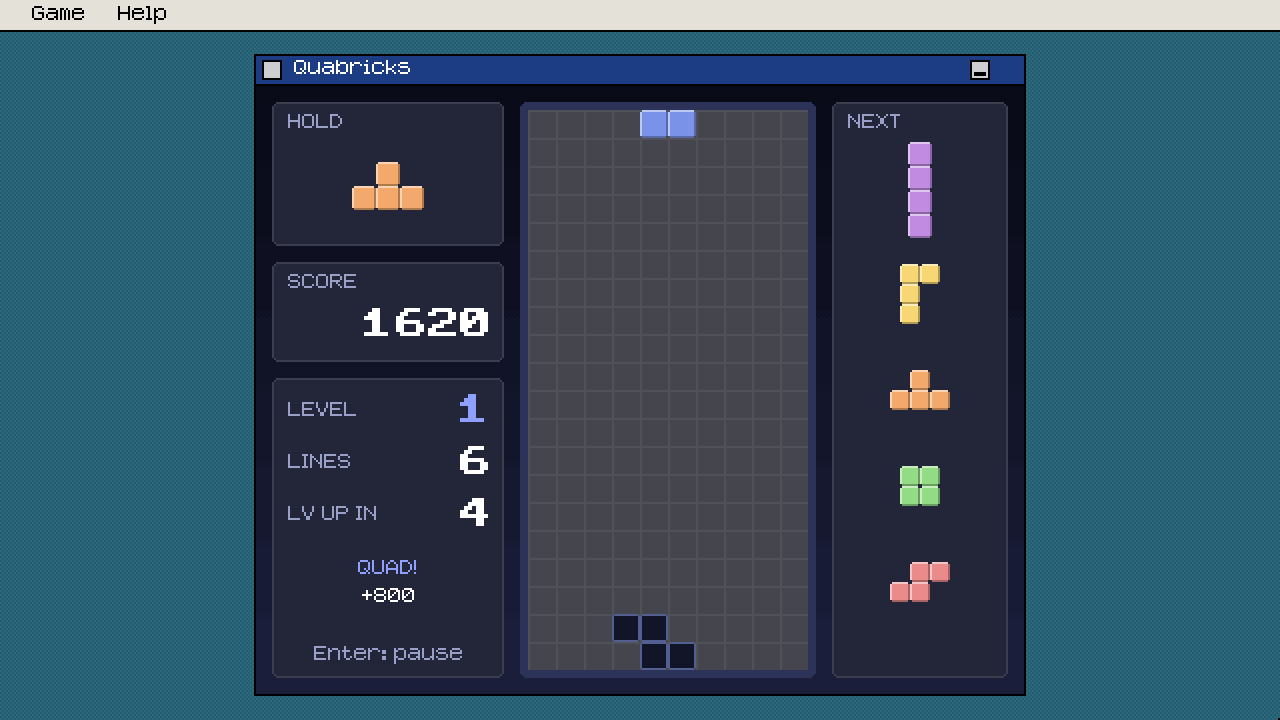 Game Help
Quabricks
HOLD
NEXT
SCORE
1620
LEVEL 1
LINES 6
LV UP IN 4
QUAD!
+800
Enter: pause